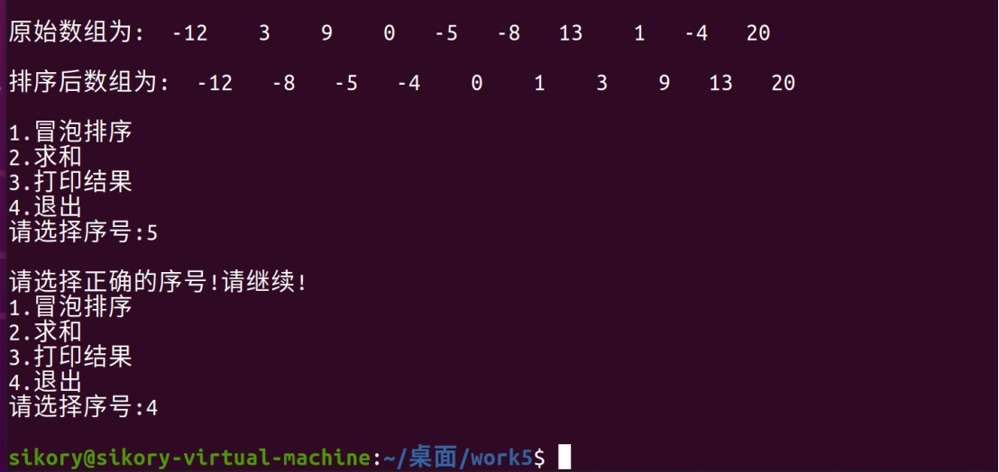 原始数组为:  -12    3    9    0   -5   -8   13    1   -4   20
排序后数组为:  -12   -8   -5   -4    0    1    3    9   13   20
1.冒泡排序
2.求和
3.打印结果
4.退出
请选择序号:5
请选择正确的序号!请继续!
1.冒泡排序
2.求和
3.打印结果
4.退出
请选择序号:4
sikory@sikory-virtual-machine:~/桌面/work5$